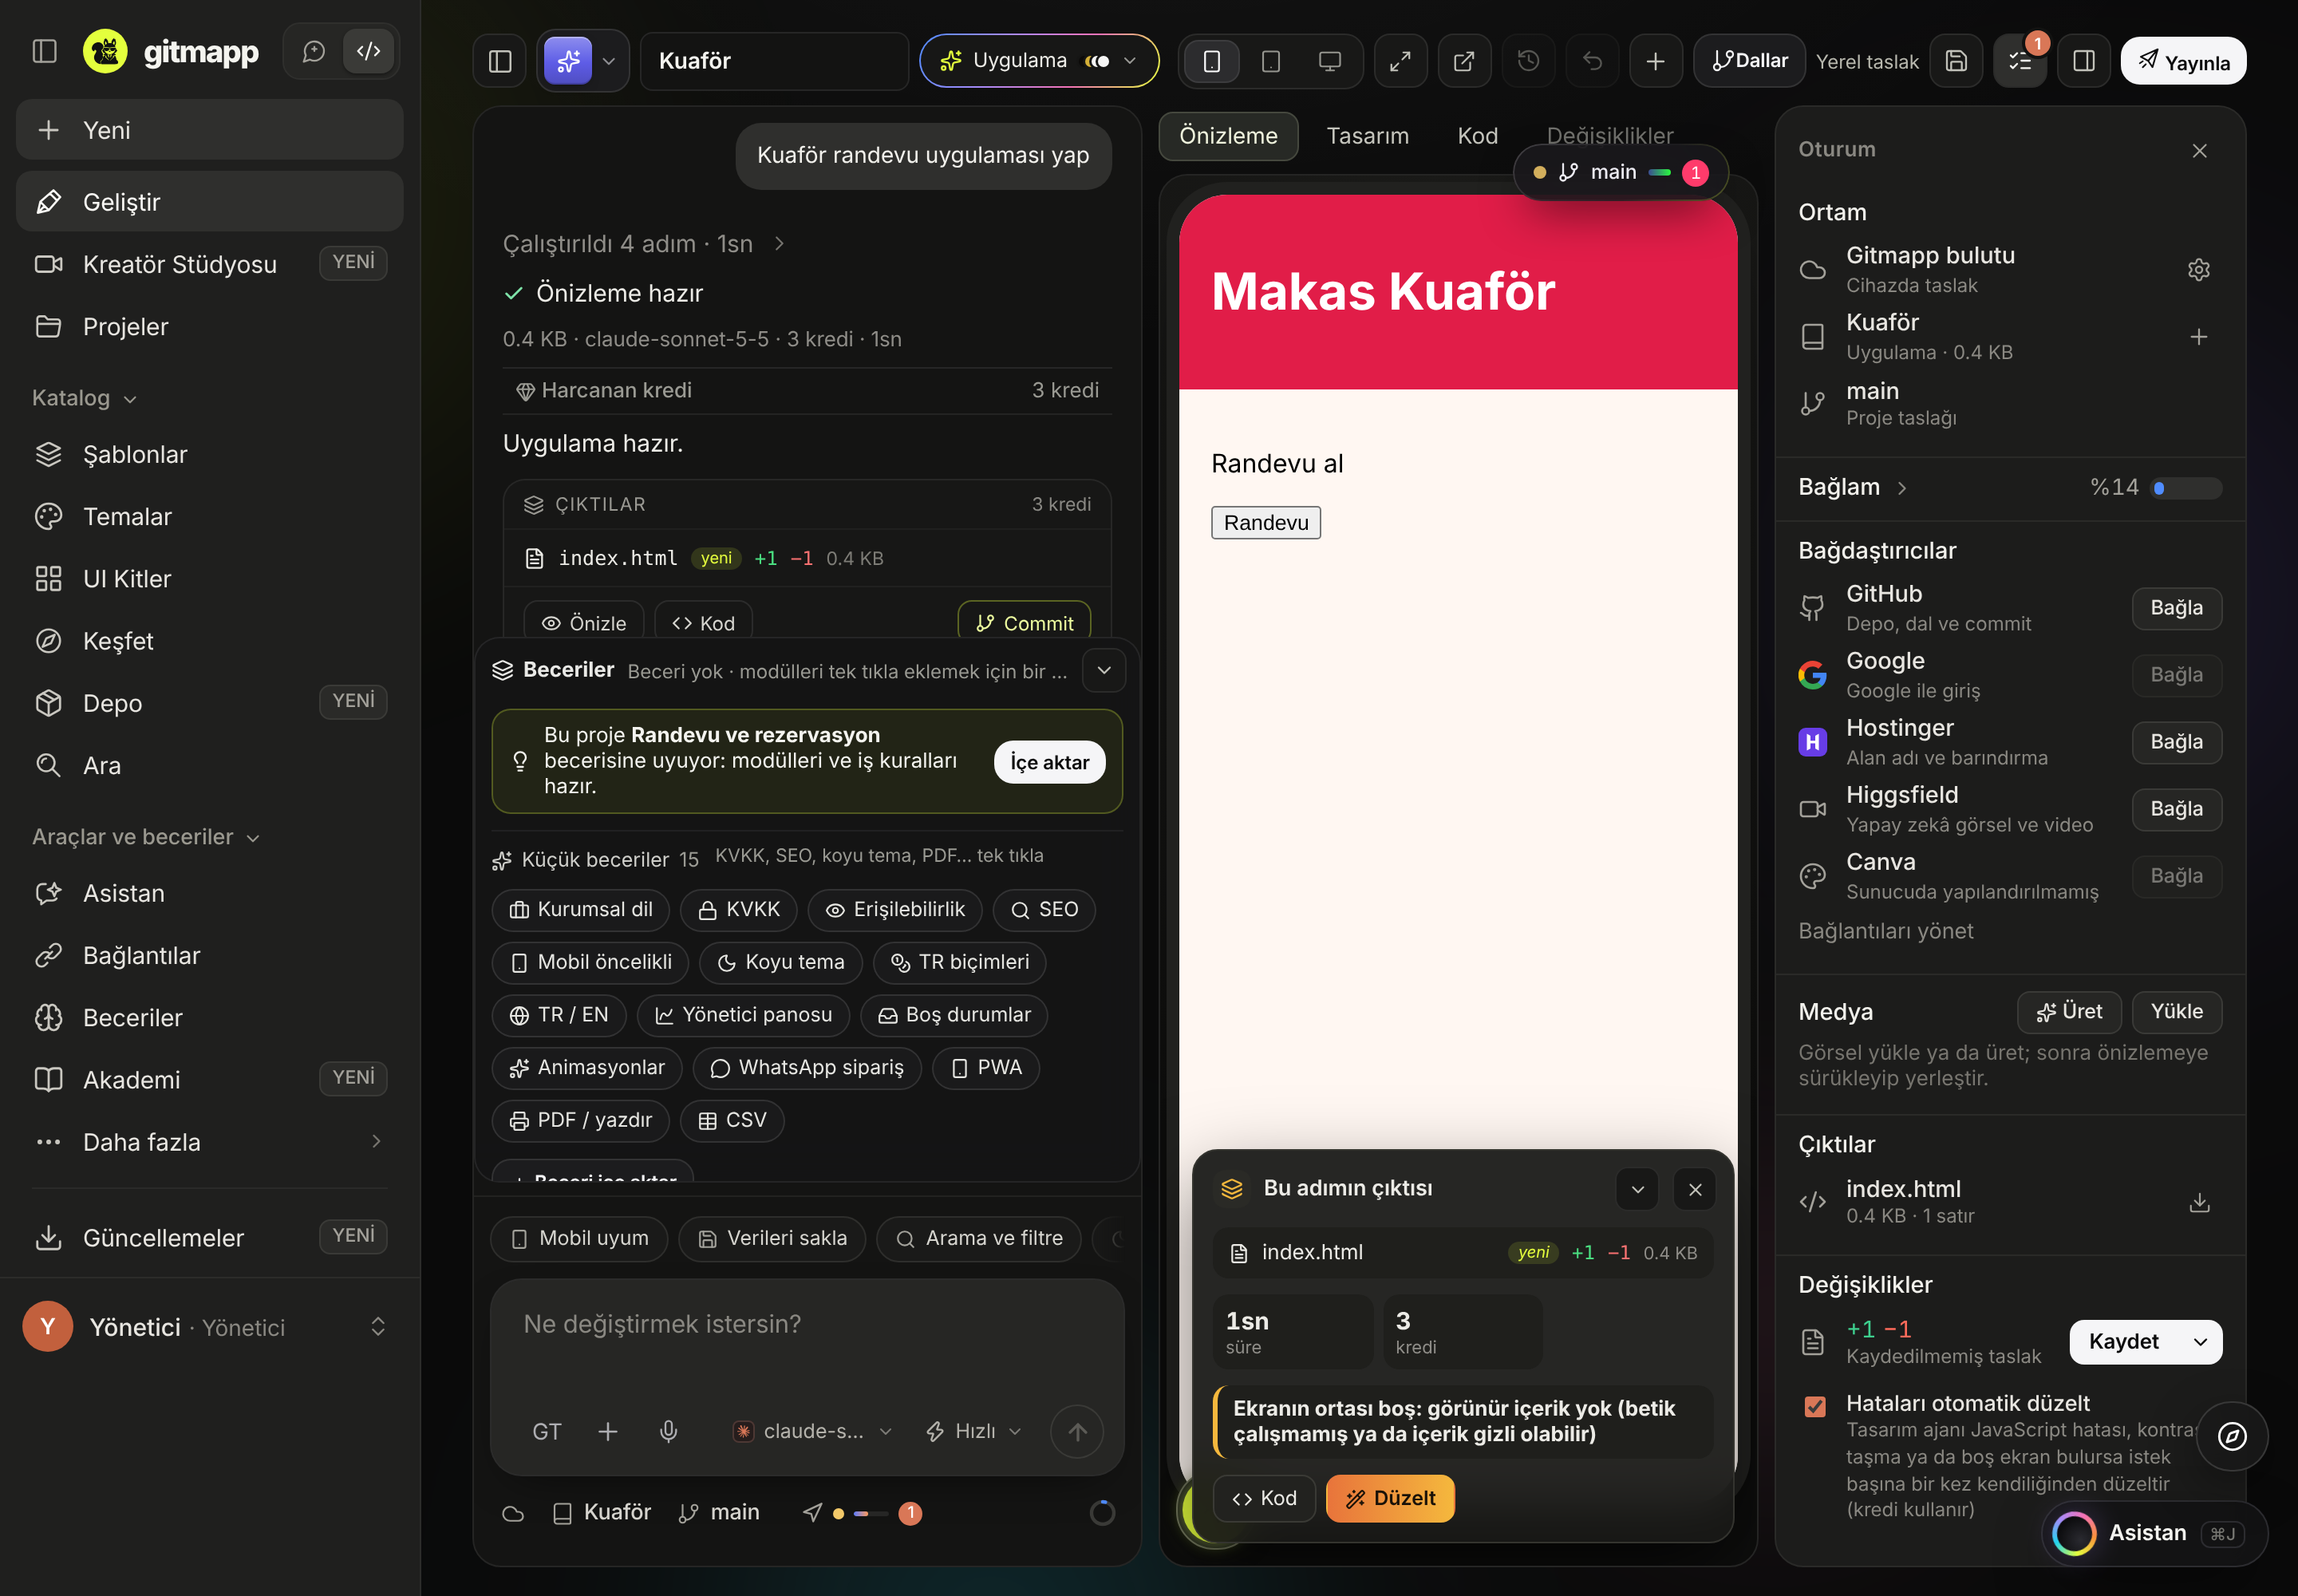 gitmapp
Yeni
Geliştir
Kreatör Stüdyosu YENİ
Projeler
Katalog
Şablonlar
Temalar
UI Kitler
Keşfet
Depo YENİ
Ara
Araçlar ve beceriler
Asistan
Bağlantılar
Beceriler
Akademi YENİ
Daha fazla
Güncellemeler YENİ
Y Yönetici · Yönetici
Kuaför
Uygulama
Dallar
Yerel taslak
1
Yayınla
Kuaför randevu uygulaması yap
Çalıştırıldı 4 adım · 1sn
Önizleme hazır
0.4 KB · claude-sonnet-5-5 · 3 kredi · 1sn
Harcanan kredi 3 kredi
Uygulama hazır.
ÇIKTILAR 3 kredi
index.html yeni +1 −1 0.4 KB
Önizle Kod Commit
Beceriler Beceri yok · modülleri tek tıkla eklemek için bir ...
Bu proje Randevu ve rezervasyon
becerisine uyuyor: modülleri ve iş kuralları
hazır.
İçe aktar
Küçük beceriler 15 KVKK, SEO, koyu tema, PDF... tek tıkla
Kurumsal dil KVKK Erişilebilirlik SEO
Mobil öncelikli Koyu tema TR biçimleri
TR / EN Yönetici panosu Boş durumlar
Animasyonlar WhatsApp sipariş PWA
PDF / yazdır CSV
Mobil uyum Verileri sakla Arama ve filtre
Ne değiştirmek istersin?
GT claude-s... Hızlı
Kuaför main 1
Önizleme Tasarım Kod Değişiklikler
main 1
Makas Kuaför
Randevu al
Randevu
Bu adımın çıktısı
index.html yeni +1 −1 0.4 KB
1sn
süre
3
kredi
Ekranın ortası boş: görünür içerik yok (betik
çalışmamış ya da içerik gizli olabilir)
Kod Düzelt
Oturum
Ortam
Gitmapp bulutu
Cihazda taslak
Kuaför
Uygulama · 0.4 KB
main
Proje taslağı
Bağlam %14
Bağdaştırıcılar
GitHub
Depo, dal ve commit
Bağla
Google
Google ile giriş
Bağla
H Hostinger
Alan adı ve barındırma
Bağla
Higgsfield
Yapay zekâ görsel ve video
Bağla
Canva
Sunucuda yapılandırılmamış
Bağla
Bağlantıları yönet
Medya Üret Yükle
Görsel yükle ya da üret; sonra önizlemeye
sürükleyip yerleştir.
Çıktılar
index.html
0.4 KB · 1 satır
Değişiklikler
+1 −1
Kaydedilmemiş taslak
Kaydet
Hataları otomatik düzelt
Tasarım ajanı JavaScript hatası,
taşma ya da boş ekran bulursa istek
başına bir kez kendiliğinden düzeltir
(kredi kullanır)
Asistan ⌘J